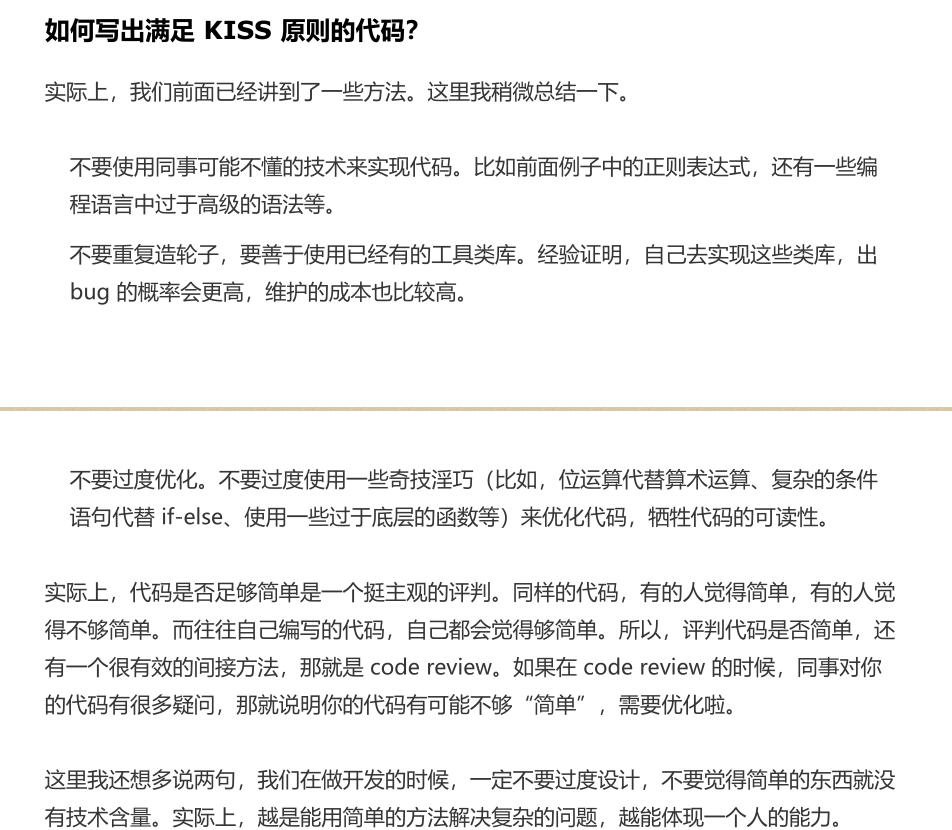 如何写出满足 KISS 原则的代码？
实际上，我们前面已经讲到了一些方法。这里我稍微总结一下。
不要使用同事可能不懂的技术来实现代码。比如前面例子中的正则表达式，还有一些编
程语言中过于高级的语法等。
不要重复造轮子，要善于使用已经有的工具类库。经验证明，自己去实现这些类库，出
bug 的概率会更高，维护的成本也比较高。
不要过度优化。不要过度使用一些奇技淫巧（比如，位运算代替算术运算、复杂的条件
语句代替 if-else、使用一些过于底层的函数等）来优化代码，牺牲代码的可读性。
实际上，代码是否足够简单是一个挺主观的评判。同样的代码，有的人觉得简单，有的人觉
得不够简单。而往往自己编写的代码，自己都会觉得够简单。所以，评判代码是否简单，还
有一个很有效的间接方法，那就是 code review。如果在 code review 的时候，同事对你
的代码有很多疑问，那就说明你的代码有可能不够“简单”，需要优化啦。
这里我还想多说两句，我们在做开发的时候，一定不要过度设计，不要觉得简单的东西就没
有技术含量。实际上，越是能用简单的方法解决复杂的问题，越能体现一个人的能力。